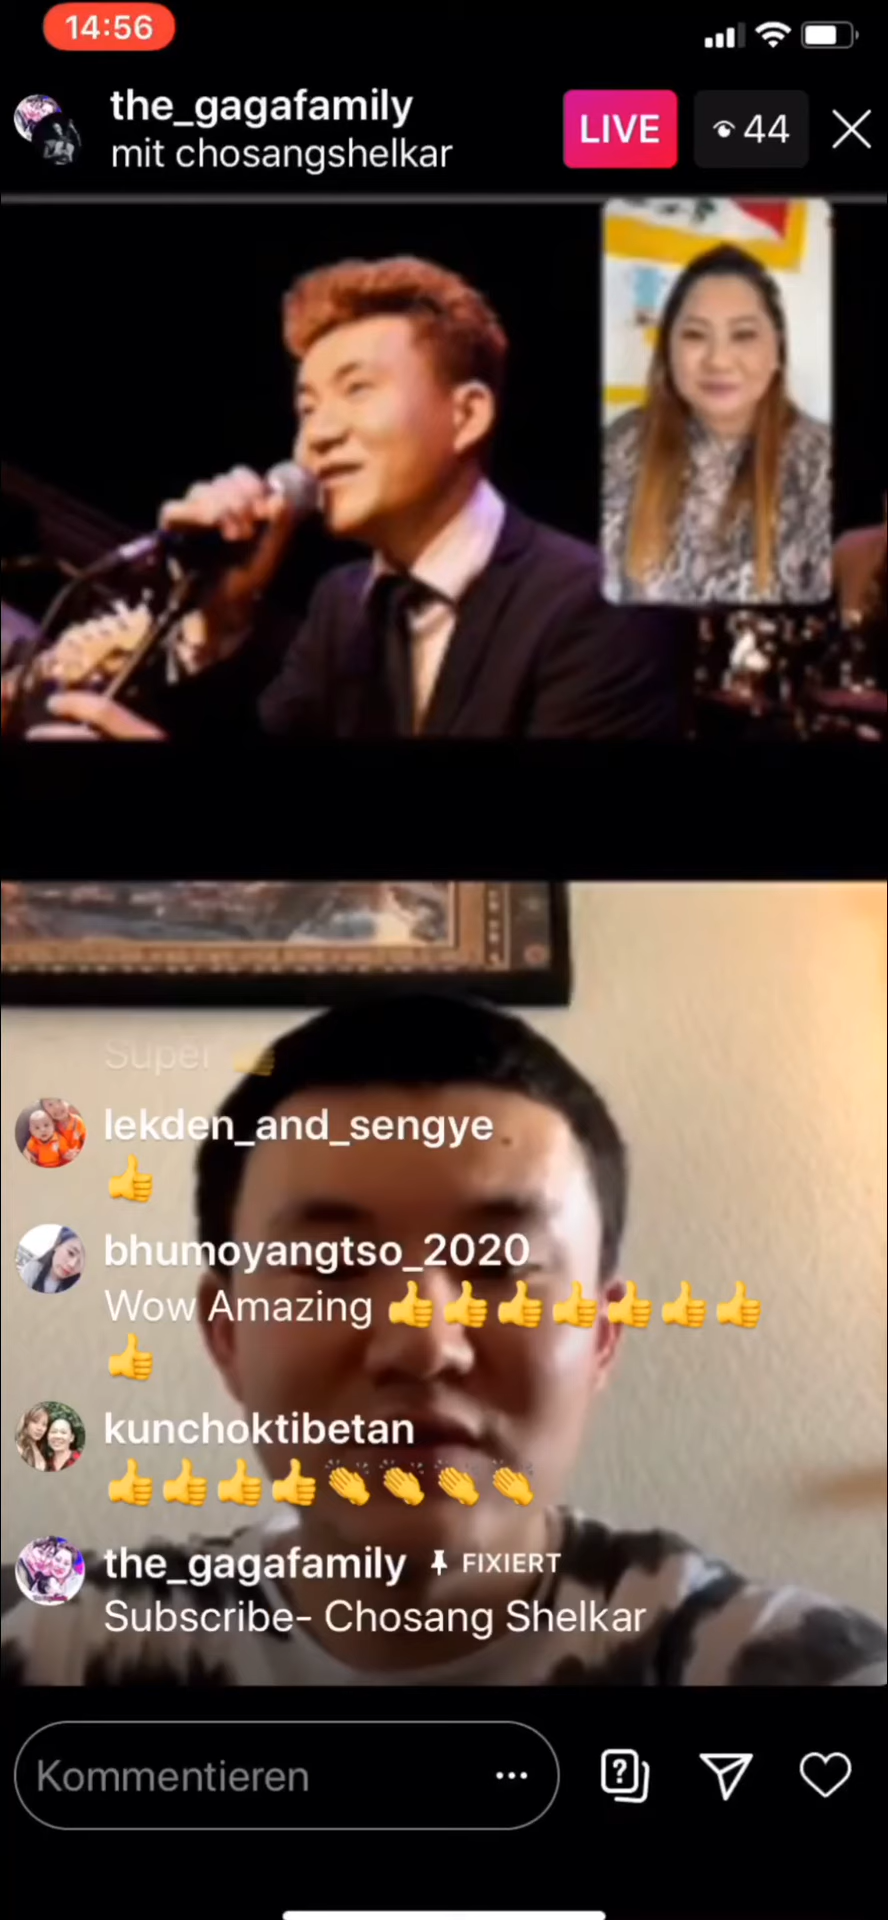 14:56
the_gagafamily
mit chosangshelkar
LIVE
44
Super 👍
lekden_and_sengye
👍
bhumoyangtso_2020
Wow Amazing 👍👍👍👍👍👍👍
👍
kunchoktibetan
👍👍👍👍👏👏👏👏
the_gagafamily FIXIERT
Subscribe- Chosang Shelkar
Kommentieren